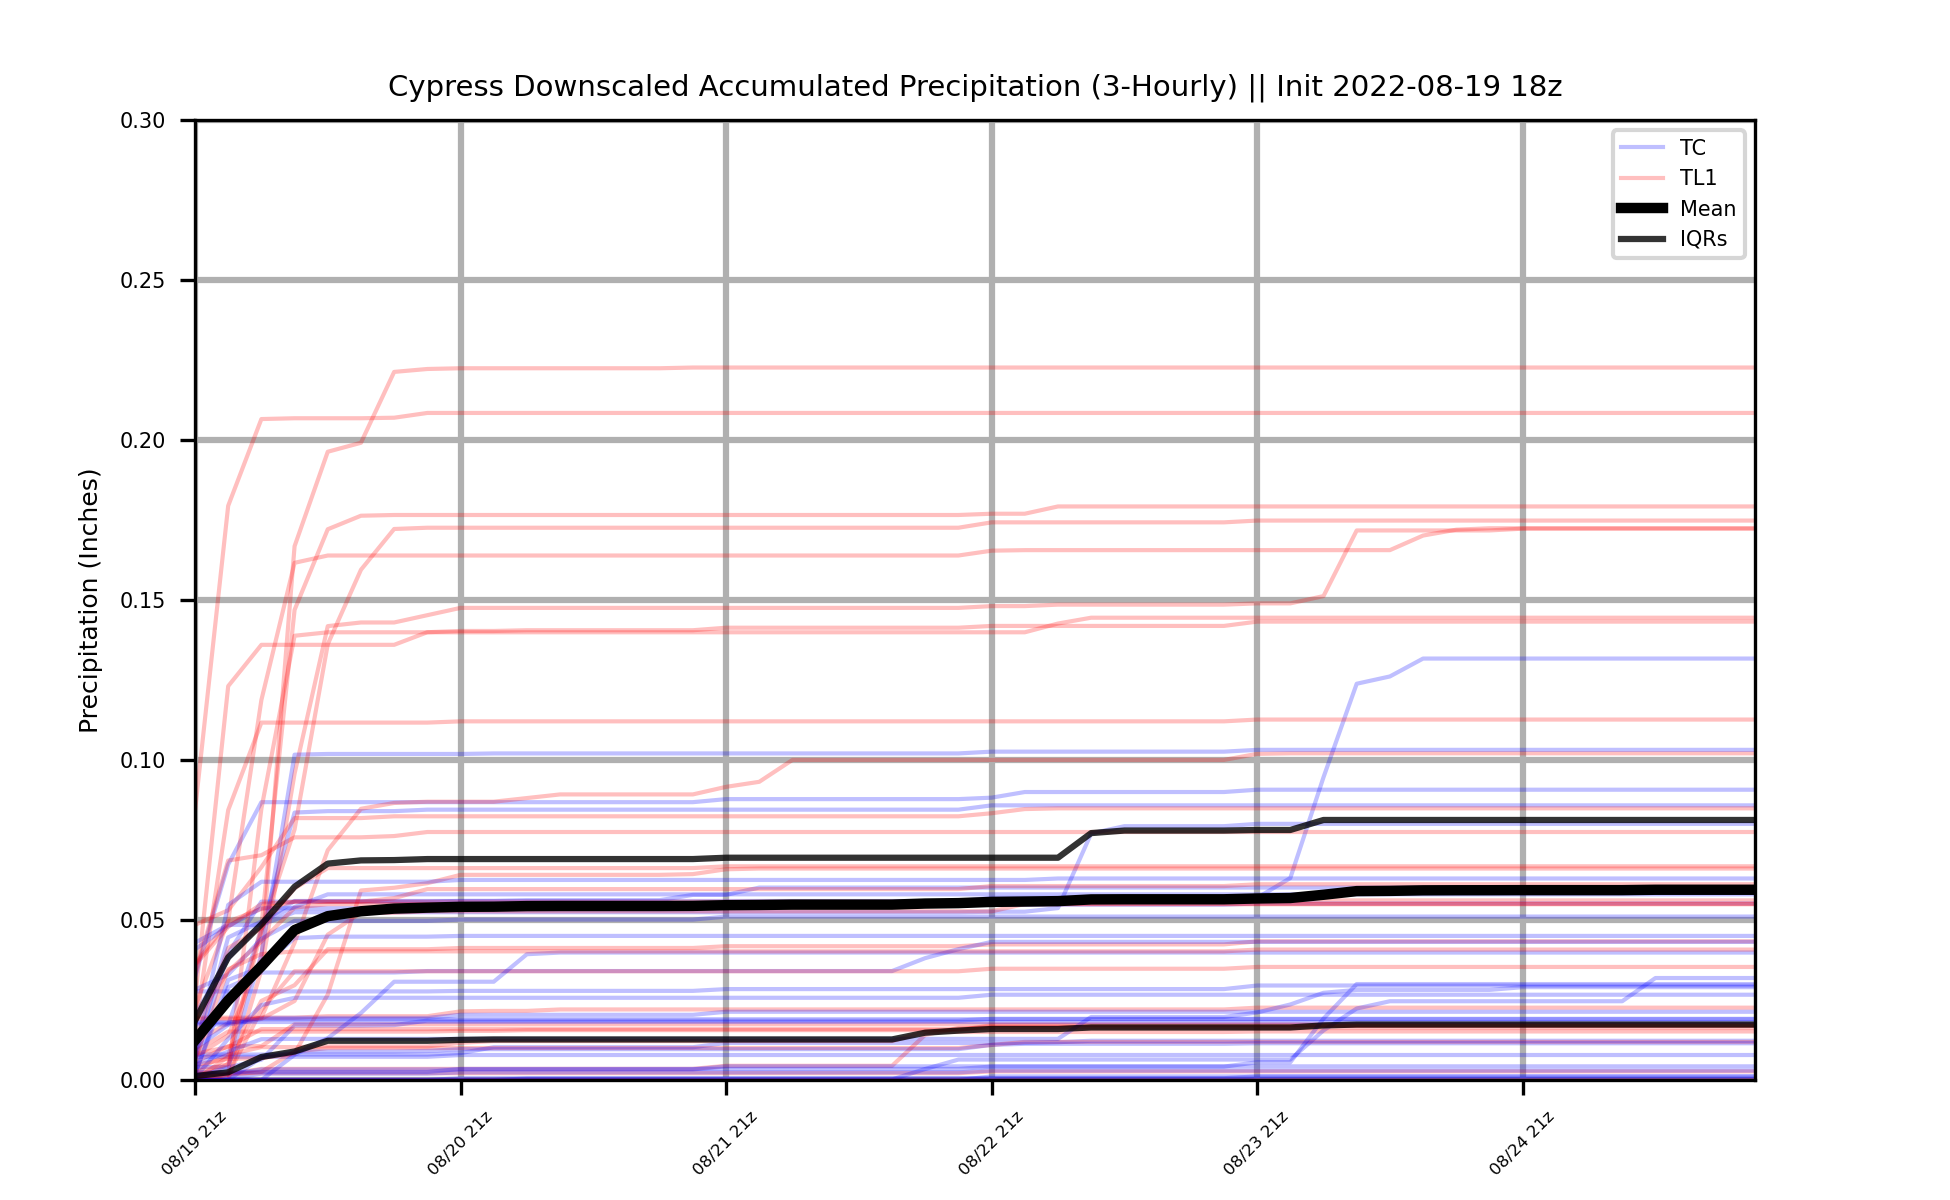 Cypress Downscaled Accumulated Precipitation (3-Hourly) || Init 2022-08-19 18z
TC
TL1
Mean
IQRs
Precipitation (Inches)
0.30
0.25
0.20
0.15
0.10
0.05
0.00
08/19 21z
08/20 21z
08/21 21z
08/22 21z
08/23 21z
08/24 21z